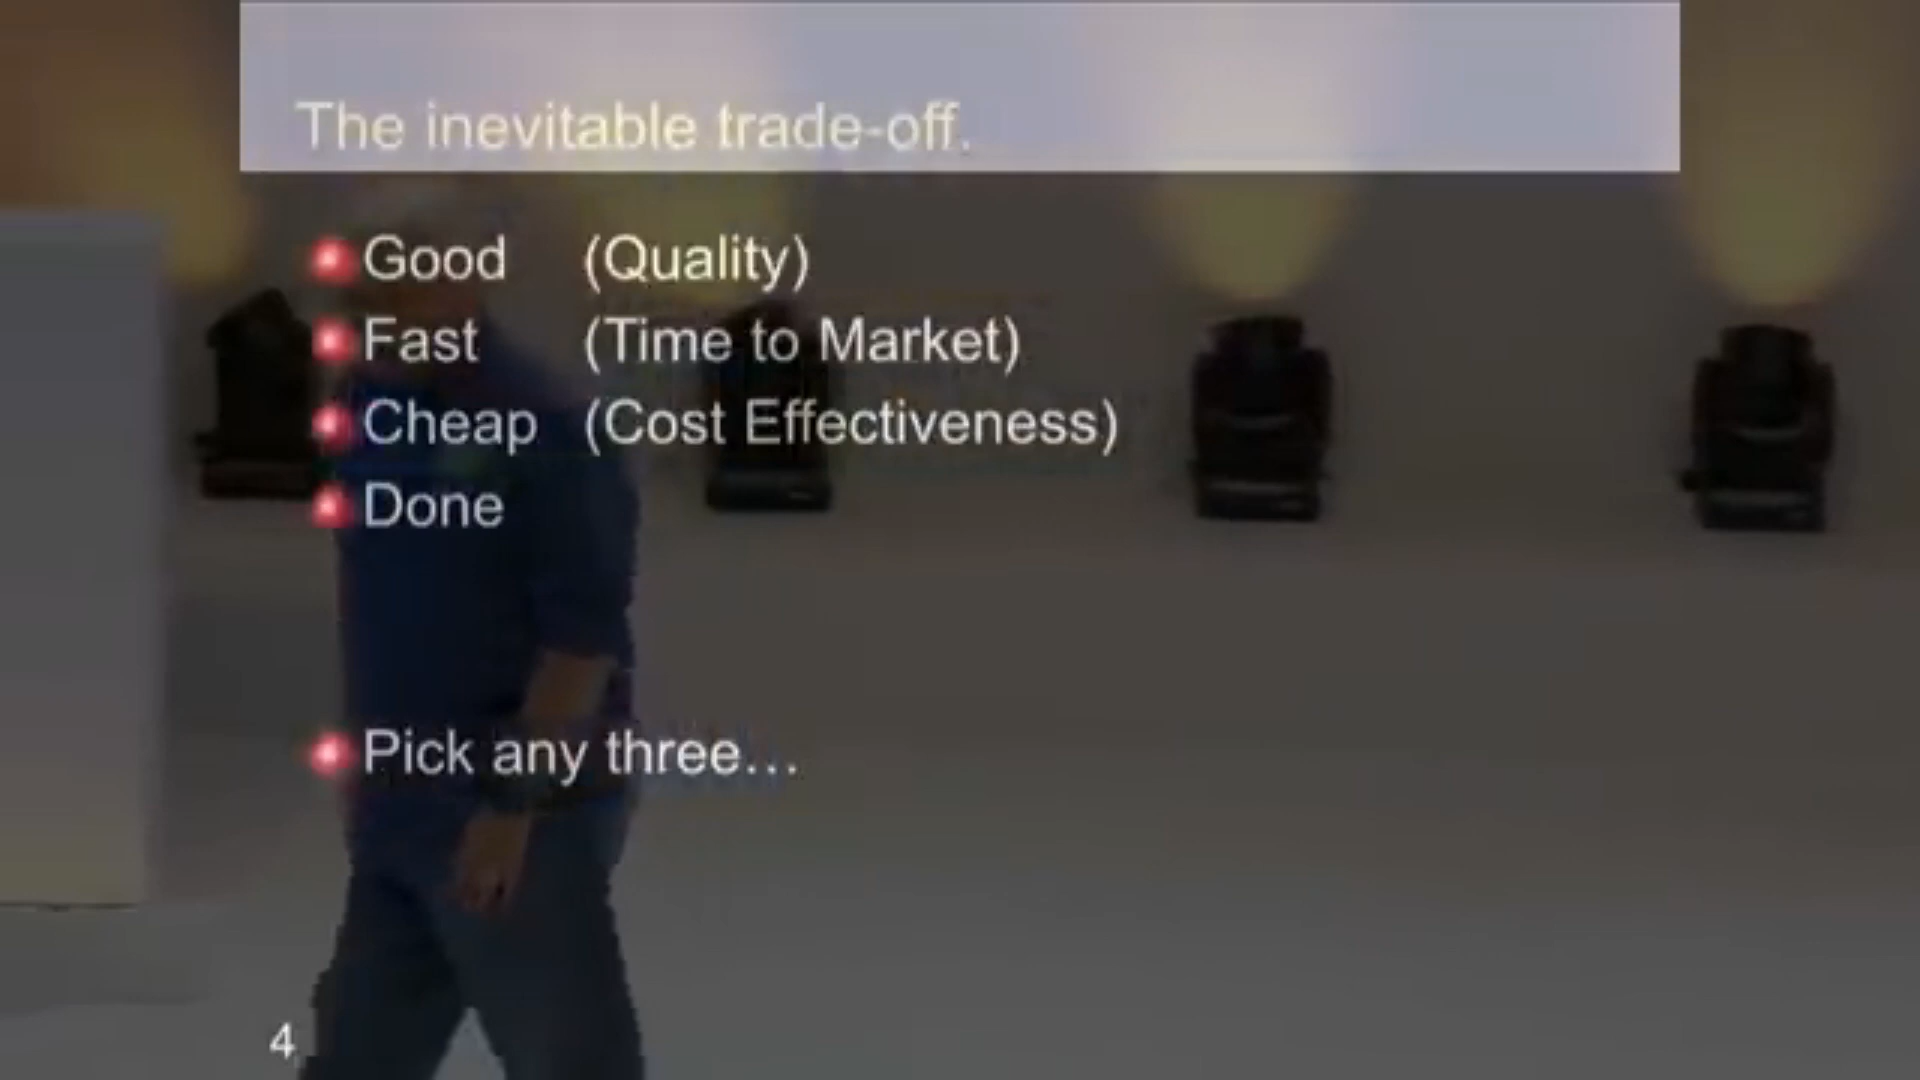 The inevitable trade-off.
Good (Quality)
Fast (Time to Market)
Cheap (Cost Effectiveness)
Done
Pick any three…
4